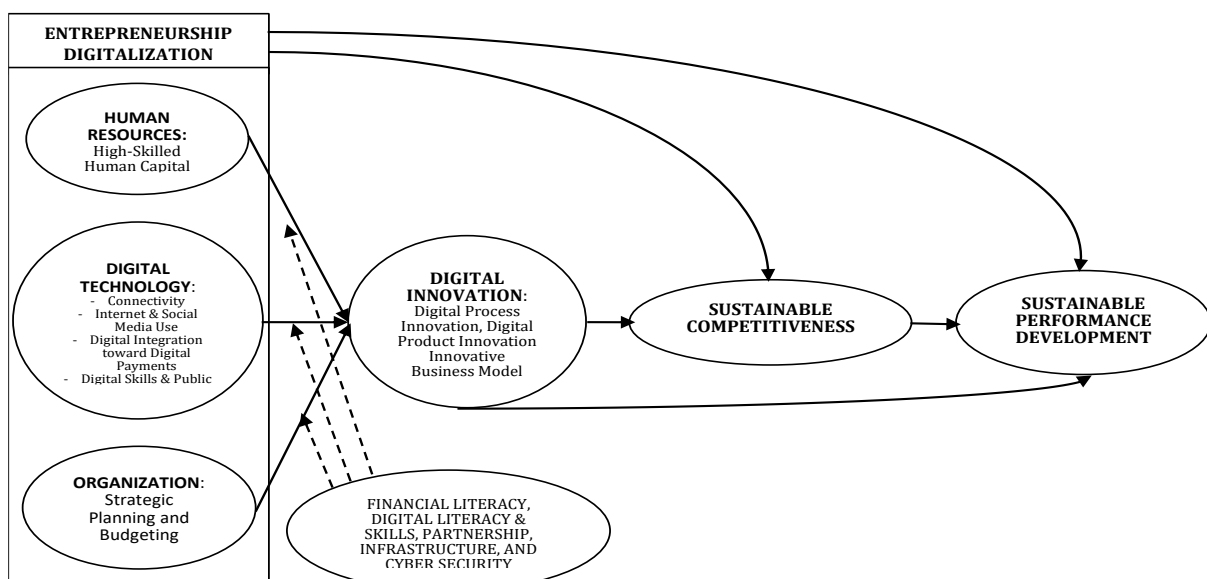 ENTREPRENEURSHIP
DIGITALIZATION
HUMAN
RESOURCES:
High-Skilled
Human Capital
DIGITAL
TECHNOLOGY:
- Connectivity
- Internet & Social
Media Use
- Digital Integration
toward Digital
Payments
- Digital Skills & Public
ORGANIZATION:
Strategic
Planning and
Budgeting
DIGITAL
INNOVATION:
Digital Process
Innovation, Digital
Product Innovation
Innovative
Business Model
FINANCIAL LITERACY,
DIGITAL LITERACY &
SKILLS, PARTNERSHIP,
INFRASTRUCTURE, AND
CYBER SECURITY
SUSTAINABLE
COMPETITIVENESS
SUSTAINABLE
PERFORMANCE
DEVELOPMENT